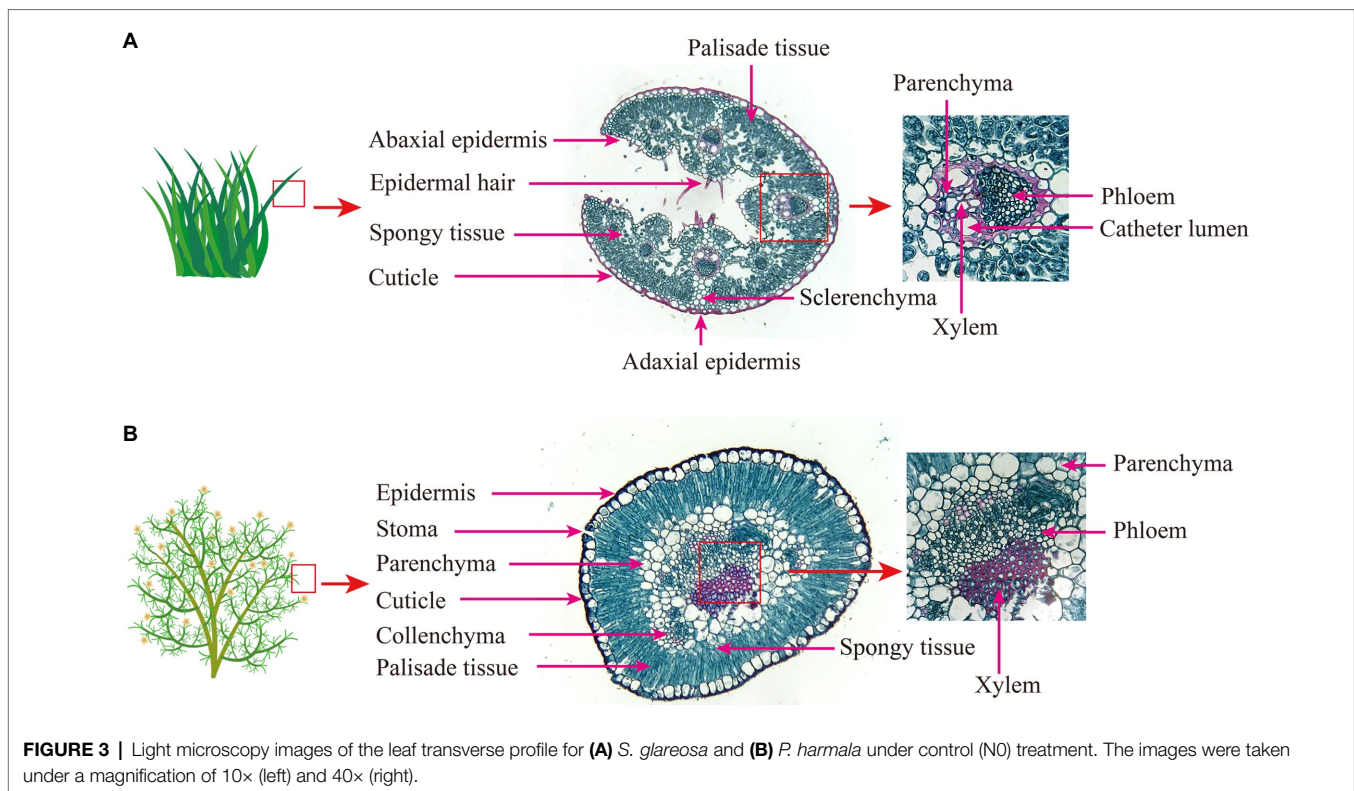 A
Palisade tissue
Parenchyma
Abaxial epidermis
Epidermal hair
Phloem
Spongy tissue
Catheter lumen
Cuticle
Sclerenchyma
Xylem
Adaxial epidermis
B
Epidermis
Parenchyma
Stoma
Phloem
Parenchyma
Cuticle
Collenchyma
Spongy tissue
Palisade tissue
Xylem
FIGURE 3 | Light microscopy images of the leaf transverse profile for (A) S. glareosa and (B) P. harmala under control (N0) treatment. The images were taken
under a magnification of 10× (left) and 40× (right).